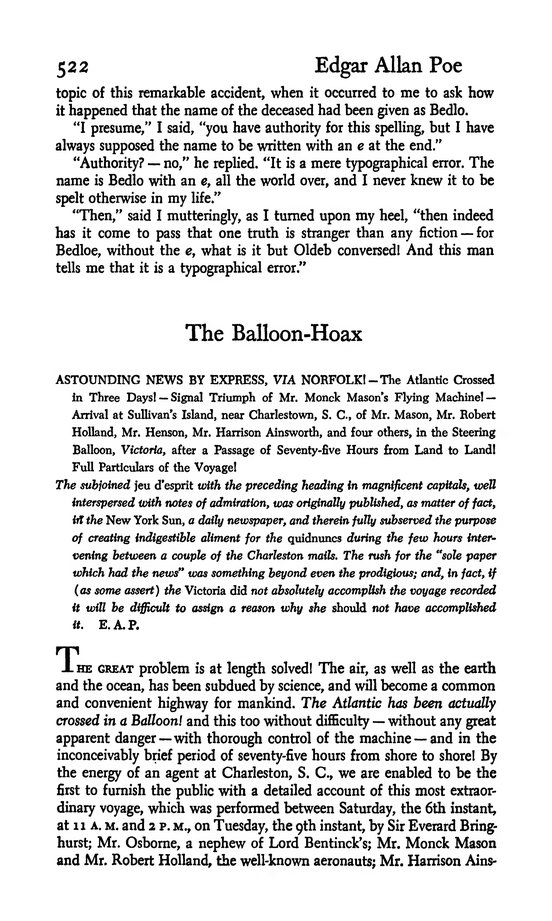 522 Edgar Allan Poe
topic of this remarkable accident, when it occurred to me to ask how
it happened that the name of the deceased had been given as Bedlo.
“I presume,” I said, “you have authority for this spelling, but I have
always supposed the name to be written with an e at the end.”
“Authority? — no,” he replied. “It is a mere typographical error. The
name is Bedlo with an e, all the world over, and I never knew it to be
spelt otherwise in my life.”
“Then,” said I mutteringly, as I turned upon my heel, “then indeed
has it come to pass that one truth is stranger than any fiction — for
Bedloe, without the e, what is it but Oldeb conversed! And this man
tells me that it is a typographical error.”
The Balloon-Hoax
ASTOUNDING NEWS BY EXPRESS, VIA NORFOLK! — The Atlantic Crossed
in Three Days! — Signal Triumph of Mr. Monck Mason's Flying Machine! —
Arrival at Sullivan's Island, near Charlestown, S. C., of Mr. Mason, Mr. Robert
Holland, Mr. Henson, Mr. Harrison Ainsworth, and four others, in the Steering
Balloon, Victoria, after a Passage of Seventy-five Hours from Land to Land!
Full Particulars of the Voyage!
The subjoined jeu d'esprit with the preceding heading in magnificent capitals, well
interspersed with notes of admiration, was originally published, as matter of fact,
in the New York Sun, a daily newspaper, and therein fully subserved the purpose
of creating indigestible aliment for the quidnuncs during the few hours inter-
vening between a couple of the Charleston mails. The rush for the “sole paper
which had the news” was something beyond even the prodigious; and, in fact, if
(as some assert) the Victoria did not absolutely accomplish the voyage recorded
it will be difficult to assign a reason why she should not have accomplished
it. E. A. P.
THE GREAT problem is at length solved! The air, as well as the earth
and the ocean, has been subdued by science, and will become a common
and convenient highway for mankind. The Atlantic has been actually
crossed in a Balloon! and this too without difficulty — without any great
apparent danger — with thorough control of the machine — and in the
inconceivably brief period of seventy-five hours from shore to shore! By
the energy of an agent at Charleston, S. C., we are enabled to be the
first to furnish the public with a detailed account of this most extraor-
dinary voyage, which was performed between Saturday, the 6th instant,
at 11 A. M. and 2 P. M., on Tuesday, the 9th instant, by Sir Everard Bring-
hurst; Mr. Osborne, a nephew of Lord Bentinck's; Mr. Monck Mason
and Mr. Robert Holland, the well-known aeronauts; Mr. Harrison Ains-